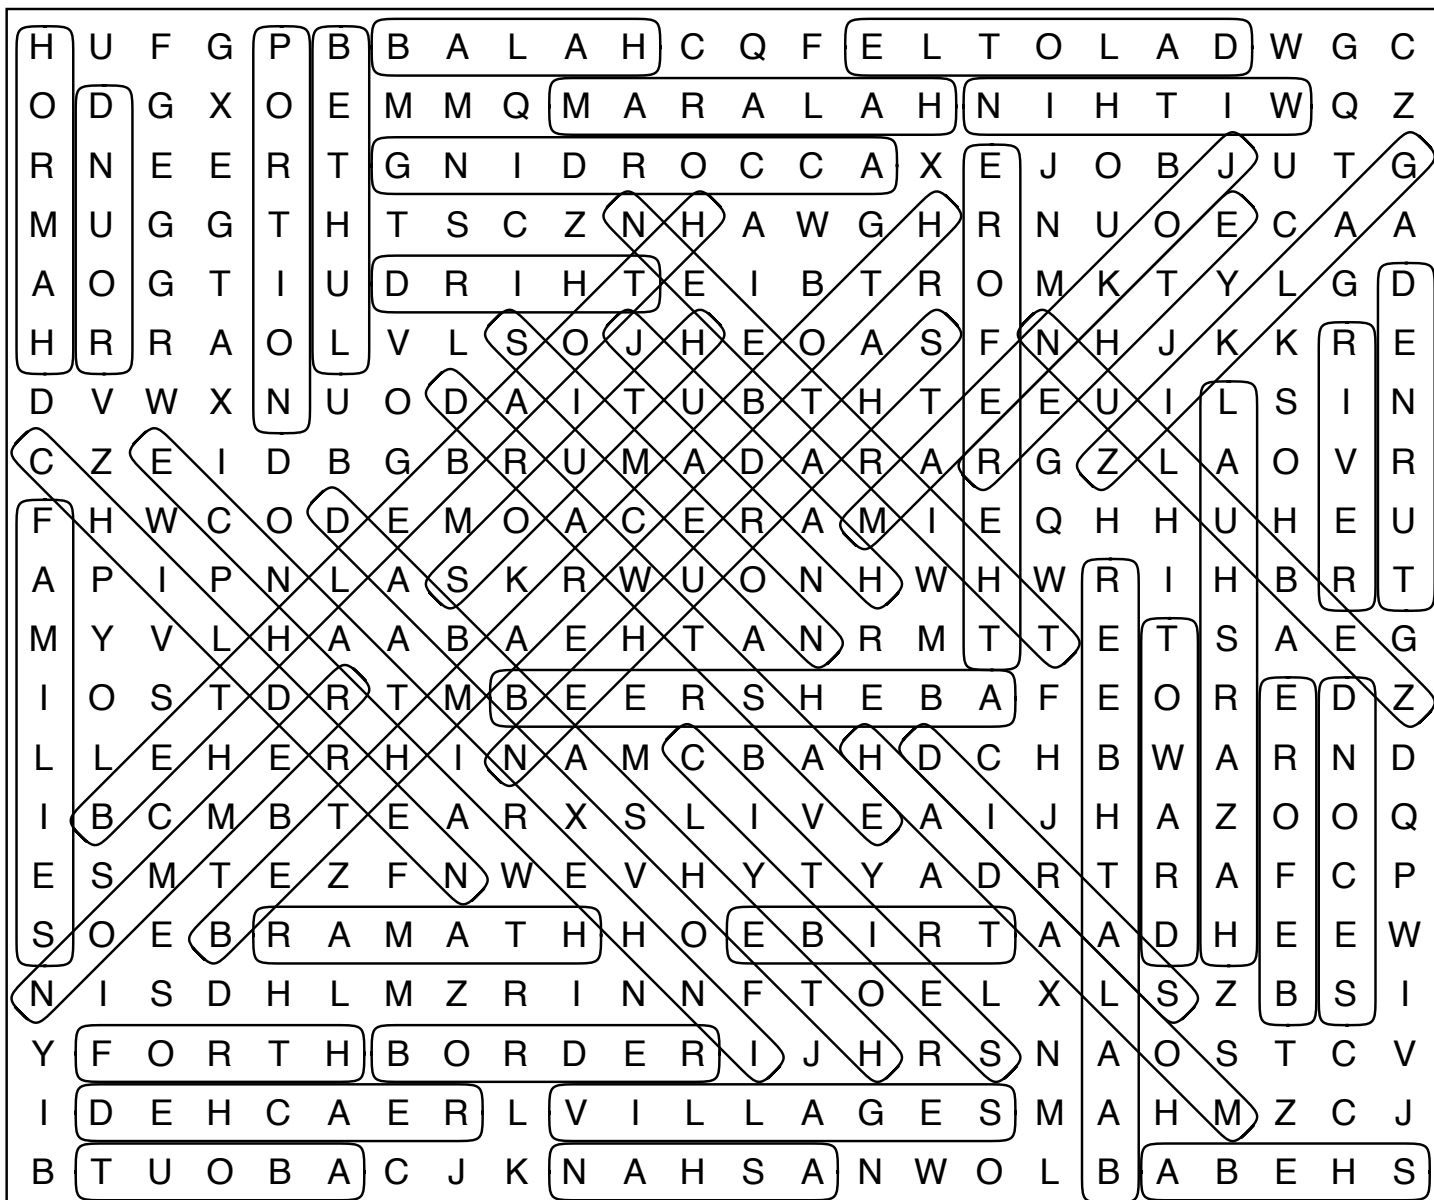 H U F G P B B A L A H C Q F E L T O L A D W G C
O D G X O E M M Q M A R A L A H N I H T I W Q Z
R N E E R T G N I D R O C C A X E J O B J U T G
M U G G T H T S C Z N H A W G H R N U O E C A A
A O G T I U D R I H T E I B T R O M K T Y L G D
H R R A O L V L S O J H E O A S F N H J K K R E
D V W X N U O D A I T U B T H T E E U I L S I N
C Z E I D B G B R U M A D A R A R G Z L A O V R
F H W C O D E M O A C E R A M I E Q H H U H E U
A P I P N L A S K R W U O N H W H W R I H B R T
M Y V L H A A B A E H T A N R M T T E T S A E G
I O S T D R T M B E E R S H E B A F E O R E D Z
L L E H E R H I N A M C B A H D C H B W A R N D
I B C M B T E A R X S L I V E A I J H A Z O O Q
E S M T E Z F N W E V H Y T Y A D R T R A F C P
S O E B R A M A T H H O E B I R T A A D H E E W
N I S D H L M Z R I N N F T O E L X L S Z B S I
Y F O R T H B O R D E R I J H R S N A O S T C V
I D E H C A E R L V I L L A G E S M A H M Z C J
B T U O B A C J K N A H S A N W O L B A B E H S